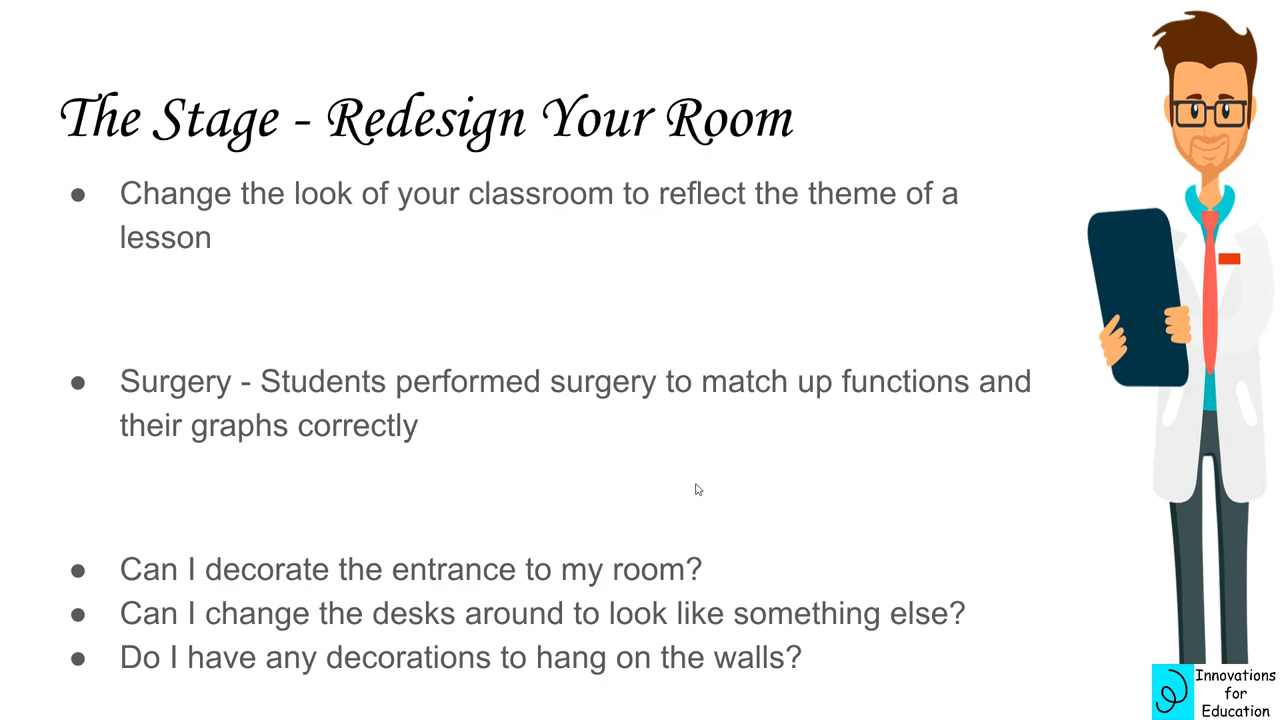 The Stage - Redesign Your Room
● Change the look of your classroom to reflect the theme of a
lesson
● Surgery - Students performed surgery to match up functions and
their graphs correctly
● Can I decorate the entrance to my room?
● Can I change the desks around to look like something else?
● Do I have any decorations to hang on the walls?
Innovations
for
Education